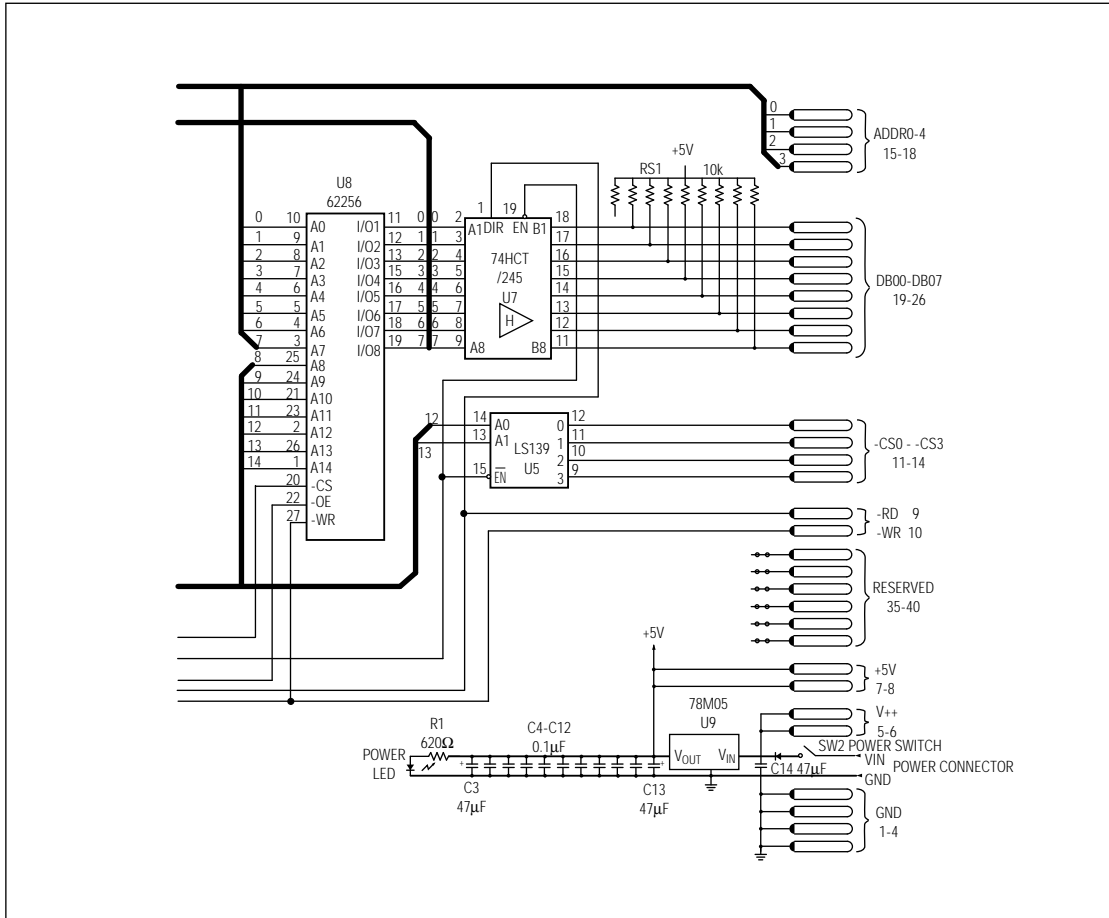 0
1
2
3
ADDR0-4
15-18
+5V
RS1 10k
U8
62256
0 10 A0 I/O1 11 0
1 9 A1 I/O2 12 1
2 8 A2 I/O3 13 2
3 7 A3 I/O4 15 3
4 6 A4 I/O5 16 4
5 5 A5 I/O6 17 5
6 4 A6 I/O7 18 6
7 3 A7 I/O8 19 7
8 25 A8
9 24 A9
10 21 A10
11 23 A11
12 2 A12
13 26 A13
14 1 A14
20 -CS
22 -OE
27 -WR
1 19
0 2 A1 DIR EN B1 18
1 3 17
2 4 16
3 5 15
4 6 14
5 7 13
6 8 12
7 9 A8 B8 11
74HCT
/245
U7
H
DB00-DB07
19-26
12 14 A0 0 12
13 13 A1 1 11
2 10
15 EN 3 9
LS139
U5
-CS0 - -CS3
11-14
-RD 9
-WR 10
RESERVED
35-40
+5V
+5V
7-8
78M05
U9
VOUT VIN
V++
5-6
R1
620Ω
C4-C12
0.1μF
POWER
LED
+
C3
47μF
+
C13
47μF
SW2 POWER SWITCH
VIN
C14 47μF
POWER CONNECTOR
GND
GND
1-4